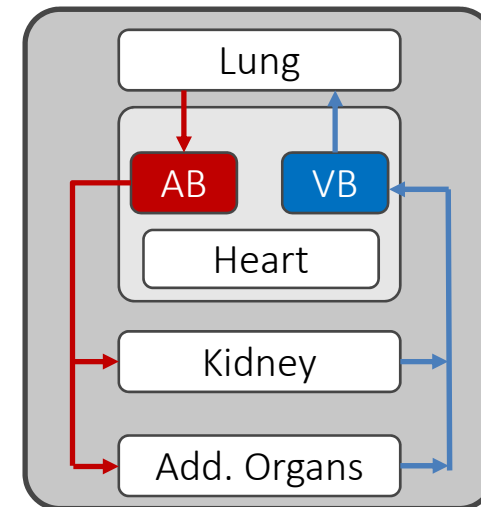 Lung
AB
VB
Heart
Kidney
Add. Organs